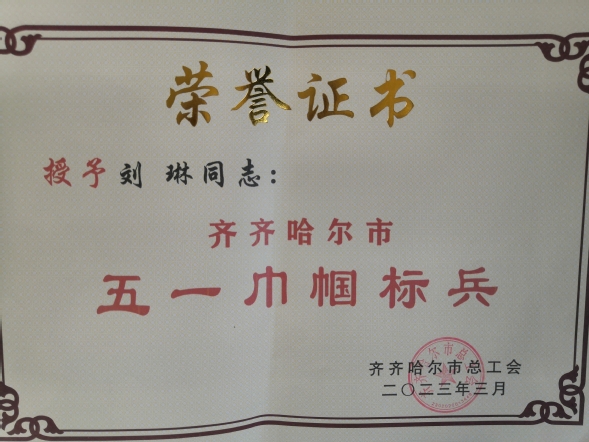 荣誉证书
授予刘 琳同志：
齐齐哈尔市
五一巾帼标兵
齐齐哈尔市总工会
二〇二三年三月